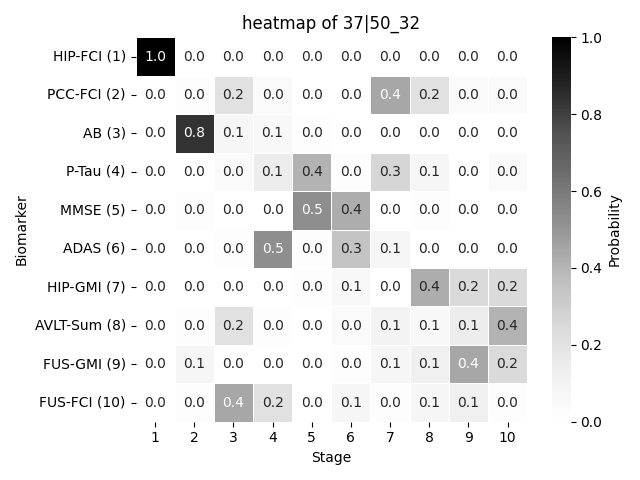 heatmap of 37|50_32
HIP-FCI (1) 1.0 0.0 0.0 0.0 0.0 0.0 0.0 0.0 0.0 0.0
PCC-FCI (2) 0.0 0.0 0.2 0.0 0.0 0.0 0.4 0.2 0.0 0.0
AB (3) 0.0 0.8 0.1 0.1 0.0 0.0 0.0 0.0 0.0 0.0
P-Tau (4) 0.0 0.0 0.0 0.1 0.4 0.0 0.3 0.1 0.0 0.0
MMSE (5) 0.0 0.0 0.0 0.0 0.5 0.4 0.0 0.0 0.0 0.0
ADAS (6) 0.0 0.0 0.0 0.5 0.0 0.3 0.1 0.0 0.0 0.0
HIP-GMI (7) 0.0 0.0 0.0 0.0 0.0 0.1 0.0 0.4 0.2 0.2
AVLT-Sum (8) 0.0 0.0 0.2 0.0 0.0 0.0 0.1 0.1 0.1 0.4
FUS-GMI (9) 0.0 0.1 0.0 0.0 0.0 0.0 0.1 0.1 0.4 0.2
FUS-FCI (10) 0.0 0.0 0.4 0.2 0.0 0.1 0.0 0.1 0.1 0.0
1 2 3 4 5 6 7 8 9 10
Stage
Biomarker
1.0
0.8
0.6
0.4
0.2
0.0
Probability